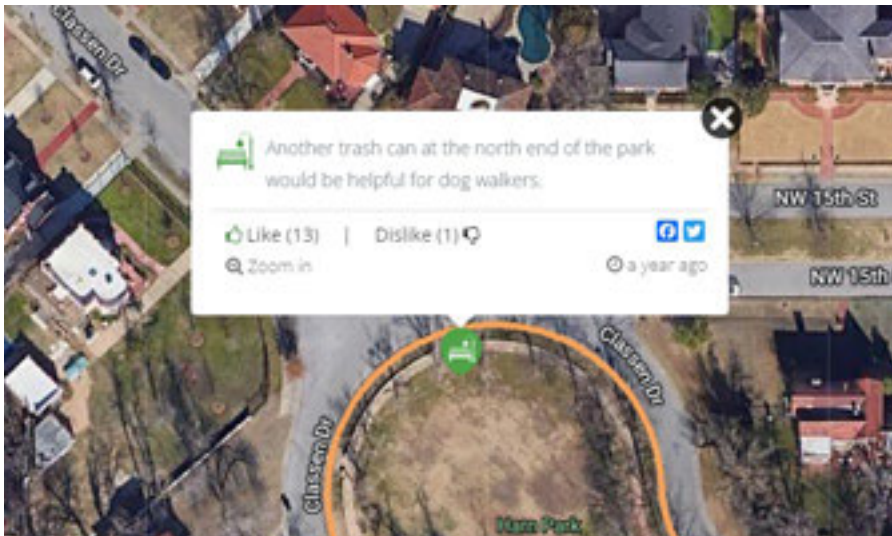 Classen Dr
Another trash can at the north end of the park
would be helpful for dog walkers.
NW 15th St
Like (13) | Dislike (1)
Zoom in
a year ago
NW 15th
Classen Dr
Classen Dr
Harn Park